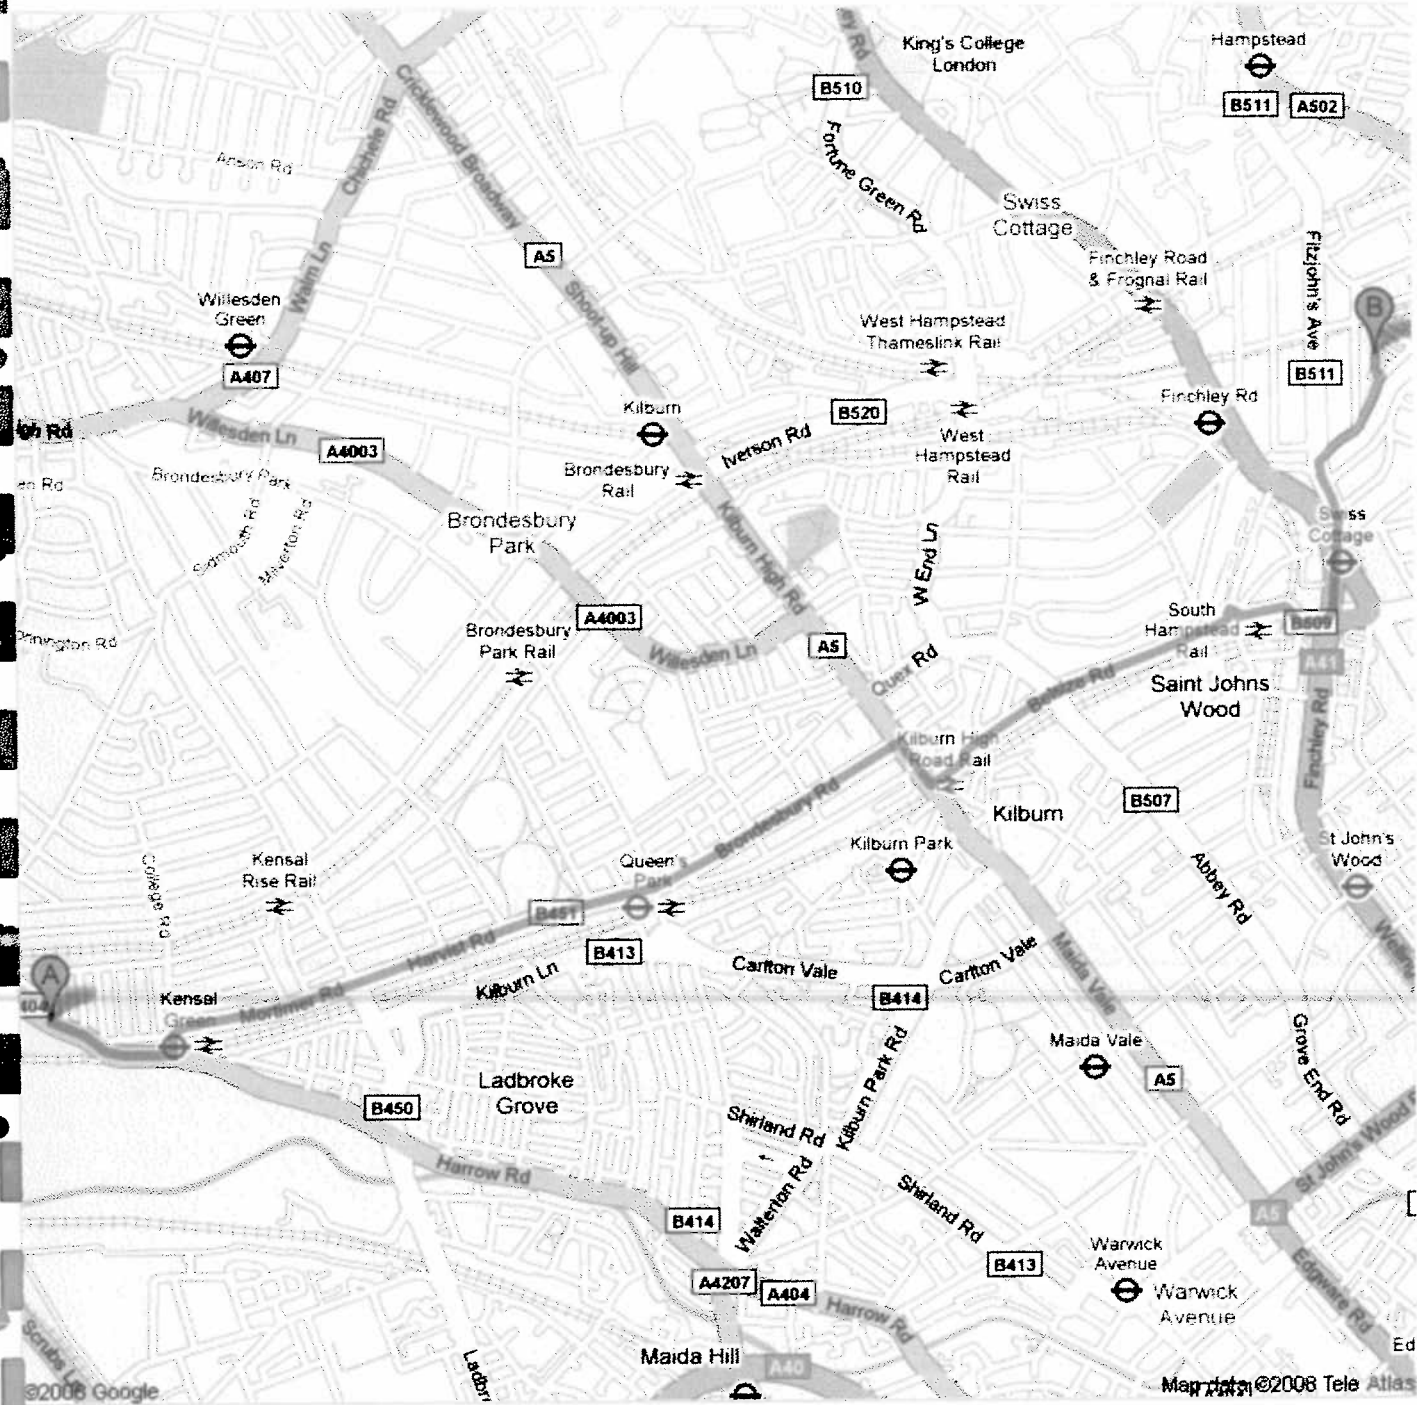 King's College
London
Hampstead
B510
B511
A502
Cricklewood Broadway
Chichele Rd
Anson Rd
Fortune Green Rd
Swiss
Cottage
A5
Fitzjohn's Ave
Finchley Road
& Frognal Rail
Walm Ln
Shoot-up Hill
Willesden
Green
B
West Hampstead
Thameslink Rail
A407
B511
Finchley Rd
Kilburn
B520
Willesden Ln
A4003
Iverson Rd
West
Hampstead
Rail
Brondesbury
Rail
Brondesbury Park
Sidmouth Rd
Milverton Rd
Brondesbury
Park
Kilburn High Rd
Swiss
Cottage
W End Ln
A4003
Brondesbury
Park Rail
South
Hampstead
Rail
B509
Willesden Ln
A5
Quex Rd
A41
Belsize Rd
Saint Johns
Wood
Finchley Rd
Kilburn High
Road Rail
B507
Kilburn
Brondesbury Rd
Kilburn Park
St John's
Wood
Abbey Rd
College Rd
Kensal
Rise Rail
Queen's
Park
B451
Harvist Rd
B413
Kilburn Ln
Carlton Vale
Carlton Vale
Maida Vale
A
404
Kensal
Green
Mortimer Rd
B414
Maida Vale
Kilburn Park Rd
Grove End Rd
Ladbroke
Grove
A5
B450
Shirland Rd
Harrow Rd
Walterton Rd
Shirland Rd
St John's Wood
B414
A5
Warwick
Avenue
B413
Warwick
Avenue
A4207
A404
Harrow Rd
Edgware Rd
Maida Hill
A40
©2008 Google
Map data ©2008 Tele Atlas